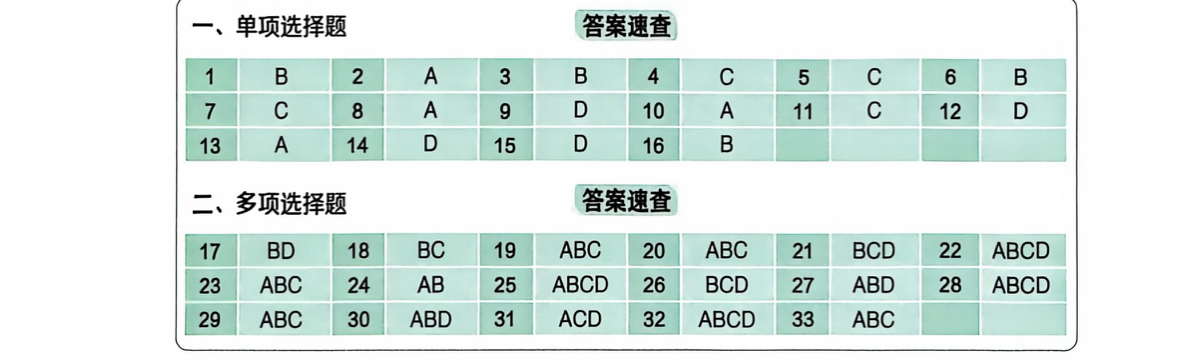 一、单项选择题 答案速查
1 B 2 A 3 B 4 C 5 C 6 B
7 C 8 A 9 D 10 A 11 C 12 D
13 A 14 D 15 D 16 B
二、多项选择题 答案速查
17 BD 18 BC 19 ABC 20 ABC 21 BCD 22 ABCD
23 ABC 24 AB 25 ABCD 26 BCD 27 ABD 28 ABCD
29 ABC 30 ABD 31 ACD 32 ABCD 33 ABC